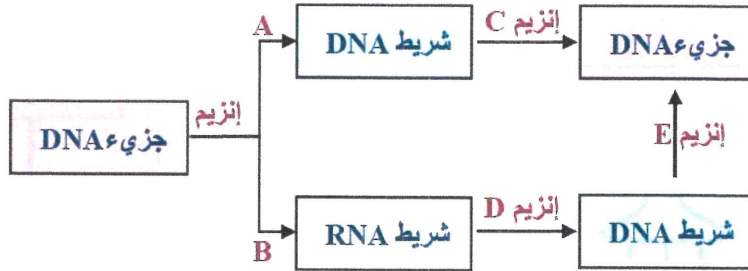 A
شريط DNA
إنزيم C
جزيءDNA
جزيءDNA
إنزيم
إنزيم E
B
شريط RNA
إنزيم D
شريط DNA